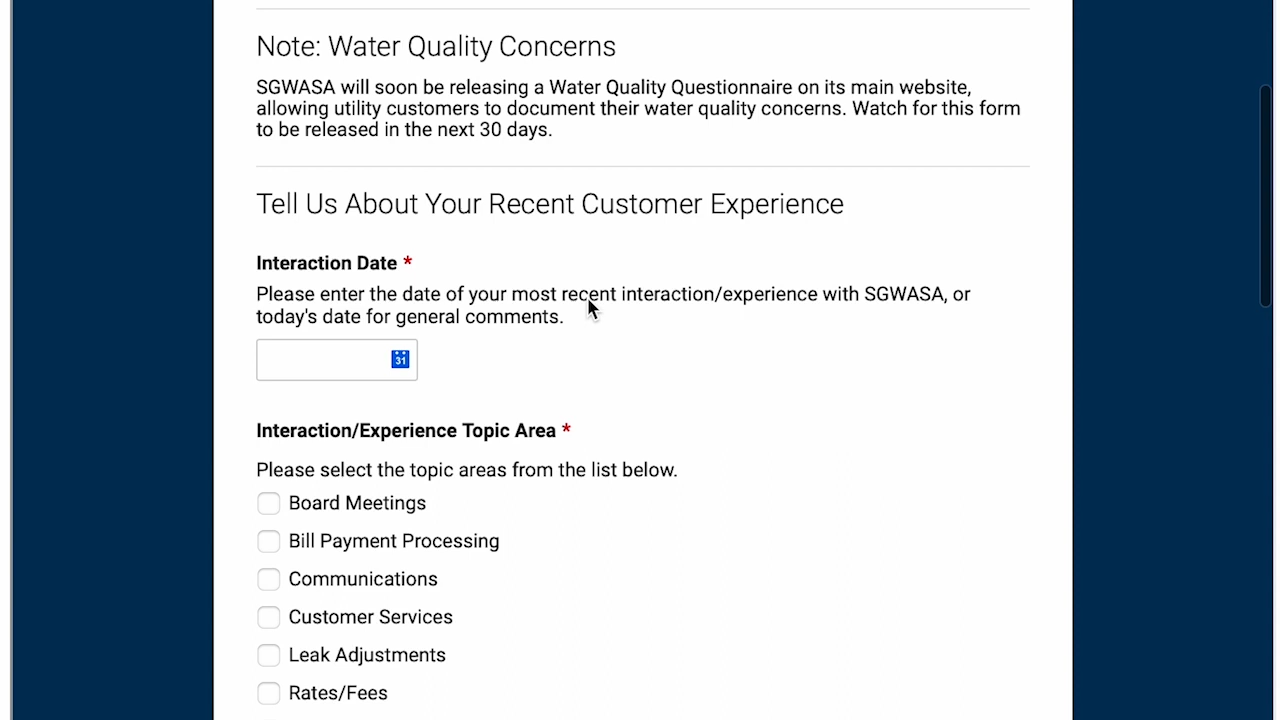 Note: Water Quality Concerns
SGWASA will soon be releasing a Water Quality Questionnaire on its main website,
allowing utility customers to document their water quality concerns. Watch for this form
to be released in the next 30 days.
Tell Us About Your Recent Customer Experience
Interaction Date *
Please enter the date of your most recent interaction/experience with SGWASA, or
today's date for general comments.
31
Interaction/Experience Topic Area *
Please select the topic areas from the list below.
Board Meetings
Bill Payment Processing
Communications
Customer Services
Leak Adjustments
Rates/Fees